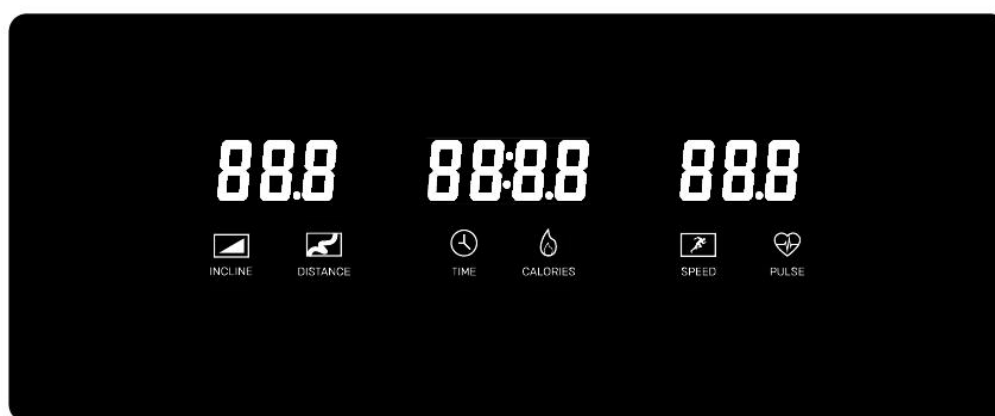 88.8 88:8.8 88.8
INCLINE DISTANCE TIME CALORIES SPEED PULSE